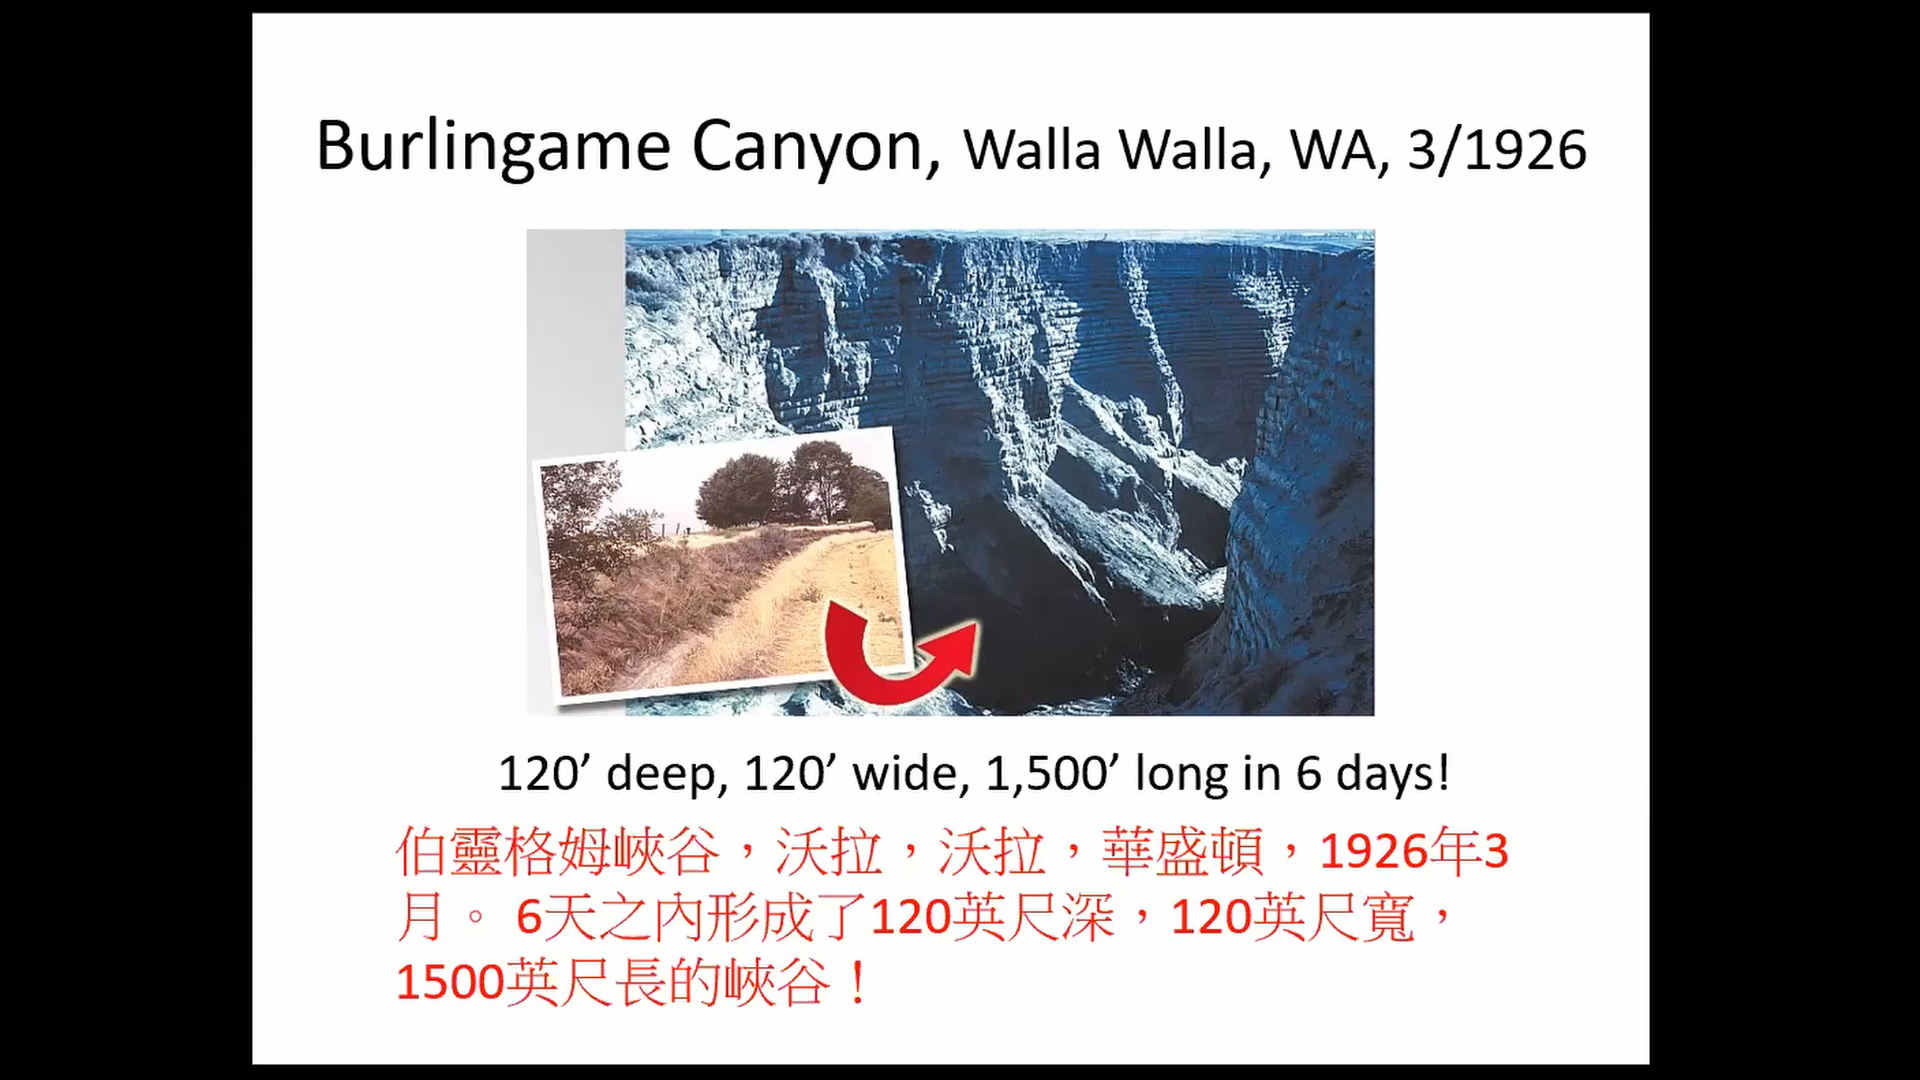 Burlingame Canyon, Walla Walla, WA, 3/1926
120’ deep, 120’ wide, 1,500’ long in 6 days!
伯靈格姆峽谷，沃拉，沃拉，華盛頓，1926年3
月。 6天之內形成了120英尺深，120英尺寬，
1500英尺長的峽谷！